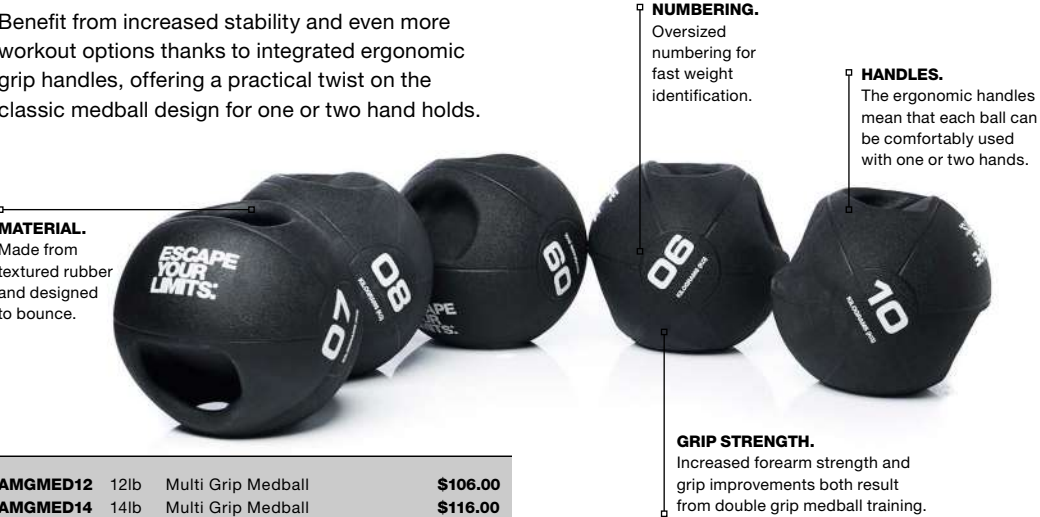 Benefit from increased stability and even more
workout options thanks to integrated ergonomic
grip handles, offering a practical twist on the
classic medball design for one or two hand holds.
NUMBERING.
Oversized
numbering for
fast weight
identification.
HANDLES.
The ergonomic handles
mean that each ball can
be comfortably used
with one or two hands.
MATERIAL.
Made from
textured rubber
and designed
to bounce.
ESCAPE
YOUR
LIMITS:
07
08
09
06
KILOGRAMS (KG)
10
KILOGRAMS (KG)
GRIP STRENGTH.
Increased forearm strength and
grip improvements both result
from double grip medball training.
AMGMED12 12lb Multi Grip Medball $106.00
AMGMED14 14lb Multi Grip Medball $116.00